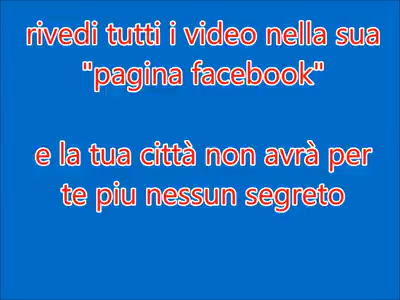 rivedi tutti i video nella sua
"pagina facebook"
e la tua città non avrà per
te piu nessun segreto